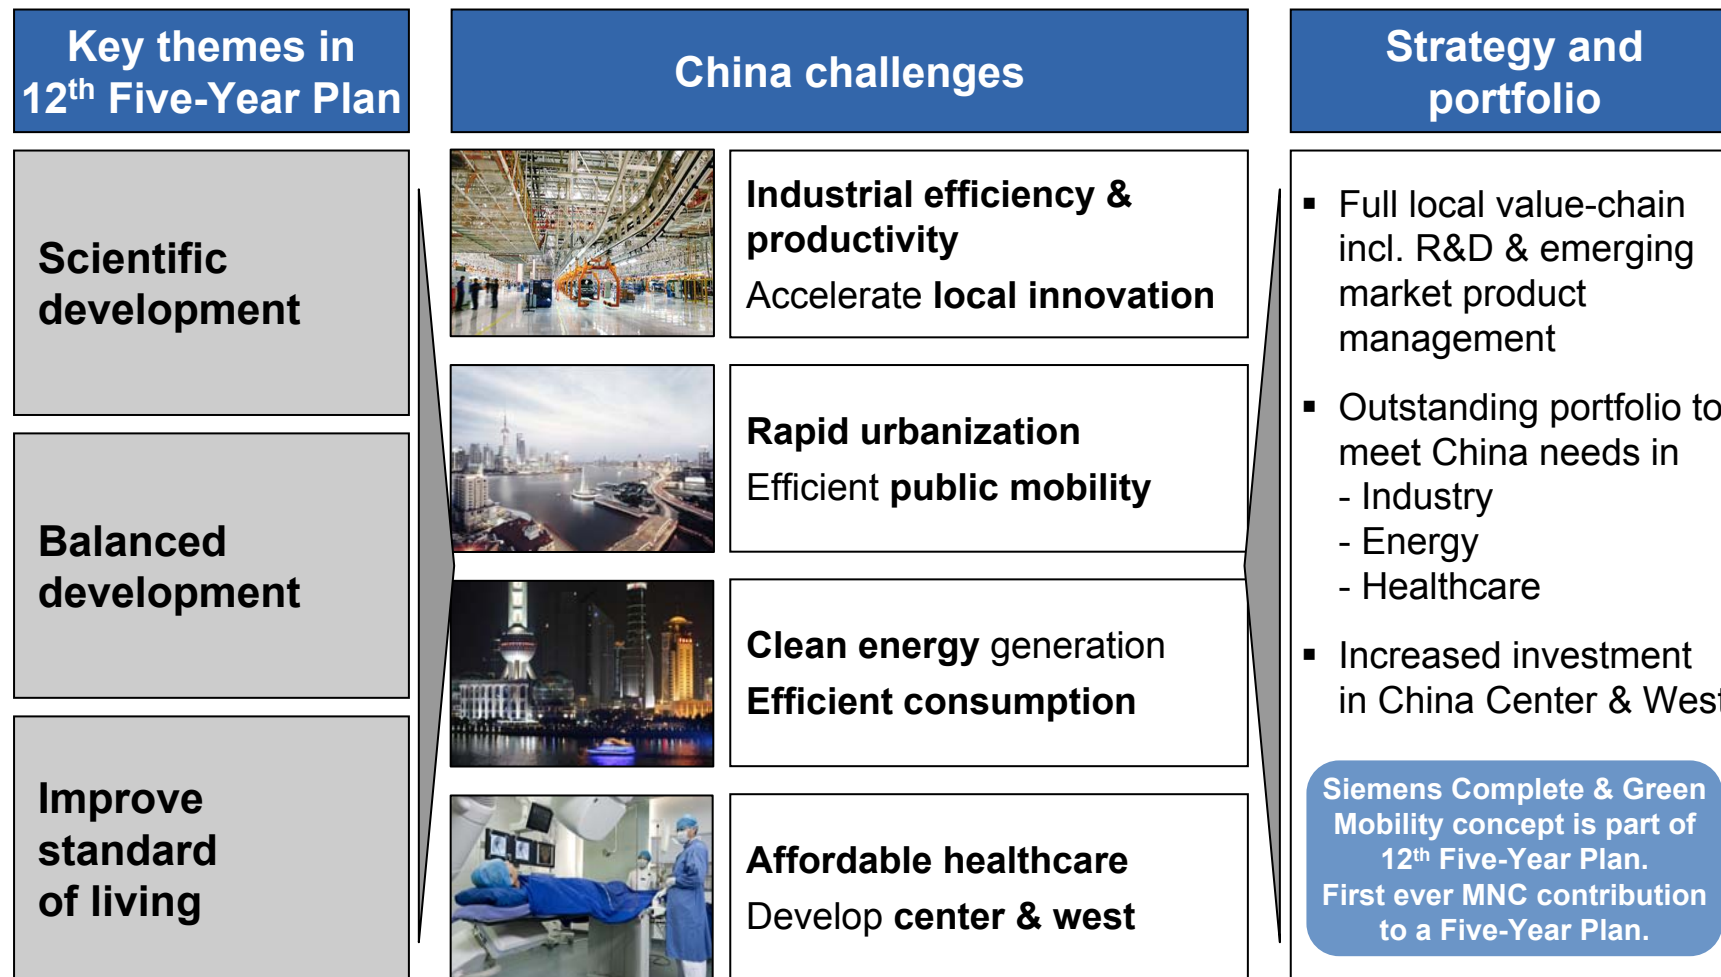 Key themes in
12th Five-Year Plan
China challenges
Strategy and
portfolio
Scientific
development
Balanced
development
Improve
standard
of living
Industrial efficiency &
productivity
Accelerate local innovation
Rapid urbanization
Efficient public mobility
Clean energy generation
Efficient consumption
Affordable healthcare
Develop center & west
▪ Full local value-chain
incl. R&D & emerging
market product
management
▪ Outstanding portfolio to
meet China needs in
- Industry
- Energy
- Healthcare
▪ Increased investment
in China Center & West
Siemens Complete & Green
Mobility concept is part of
12th Five-Year Plan.
First ever MNC contribution
to a Five-Year Plan.